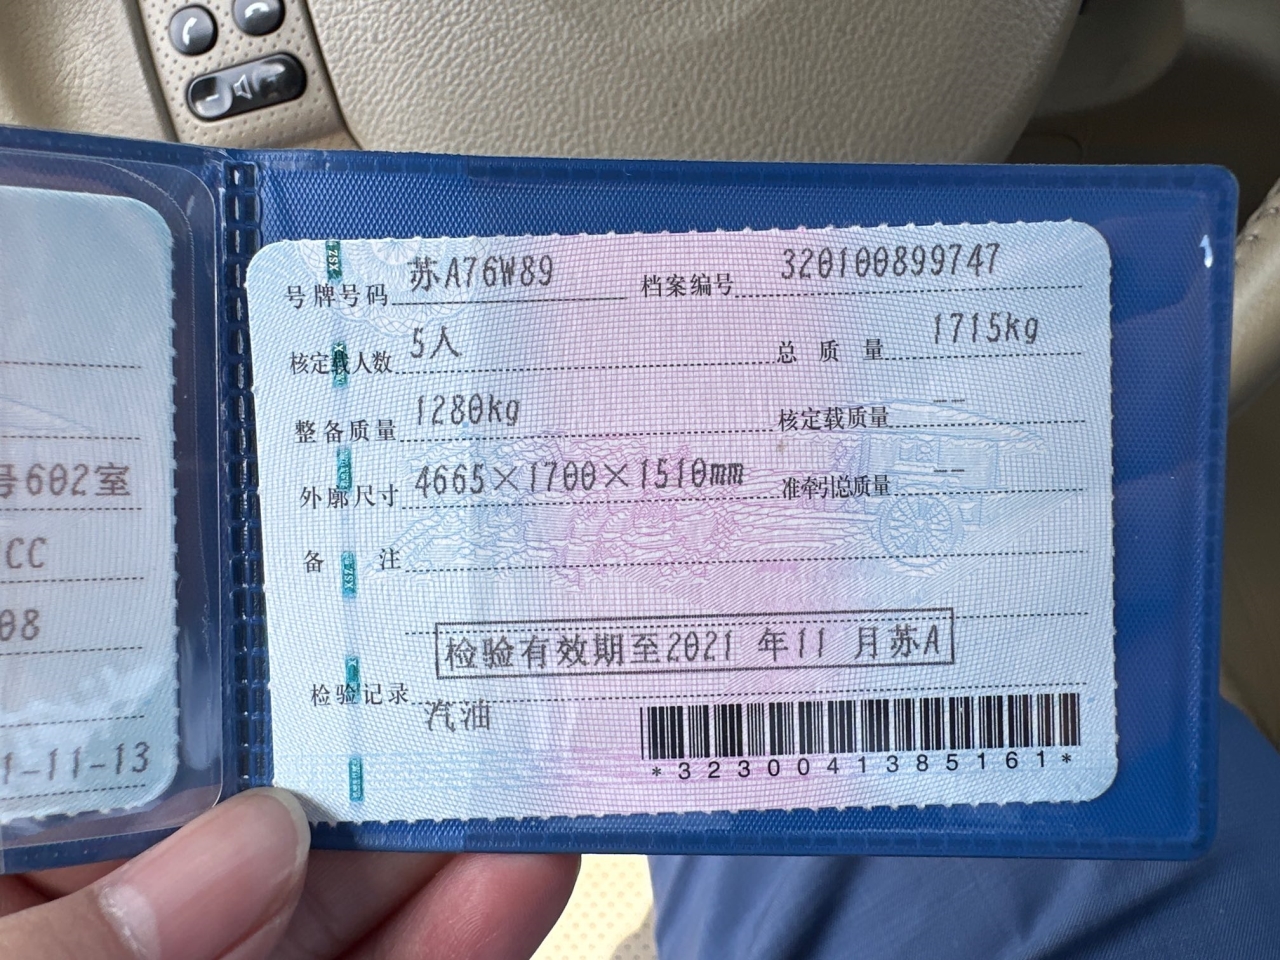 号牌号码 苏A76W89 档案编号 320100899747
核定载人数 5人 总质量 1715kg
整备质量 1280kg 核定载质量 --
外廓尺寸 4665×1700×1510mm 准牵引总质量 --
备注
检验有效期至2021 年11 月苏A
检验记录
汽油
*3230041385161*
号602室
CC
08
1-11-13
XSZ